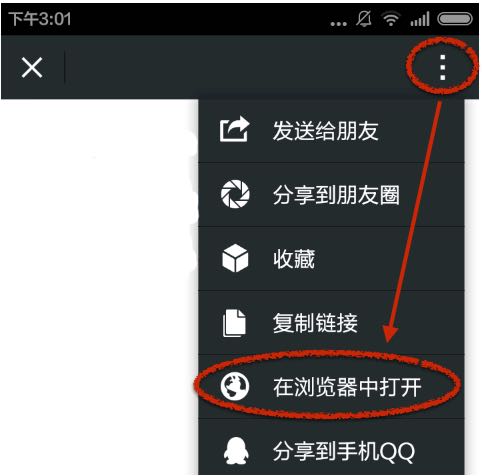 下午3:01
发送给朋友
分享到朋友圈
收藏
复制链接
在浏览器中打开
分享到手机QQ